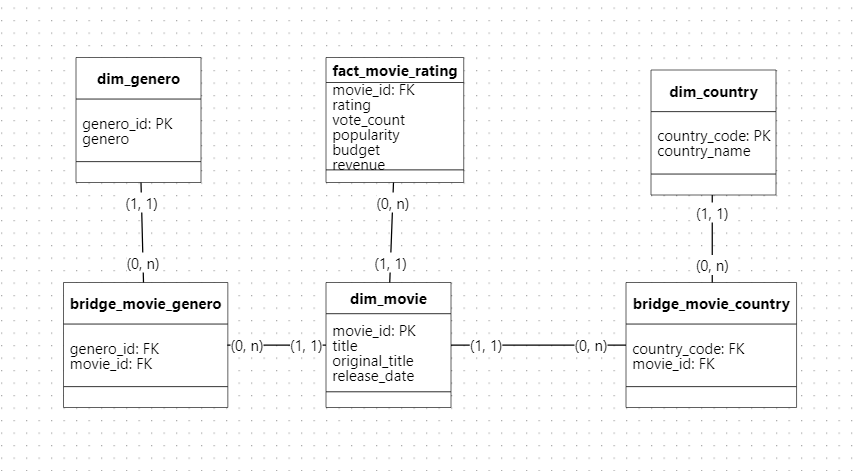 dim_genero
genero_id: PK
genero
fact_movie_rating
movie_id: FK
rating
vote_count
popularity
budget
revenue
dim_country
country_code: PK
country_name
(1, 1)
(0, n)
(0, n)
(1, 1)
(1, 1)
(0, n)
bridge_movie_genero
genero_id: FK
movie_id: FK
(0, n)
(1, 1)
dim_movie
movie_id: PK
title
original_title
release_date
(1, 1)
(0, n)
bridge_movie_country
country_code: FK
movie_id: FK